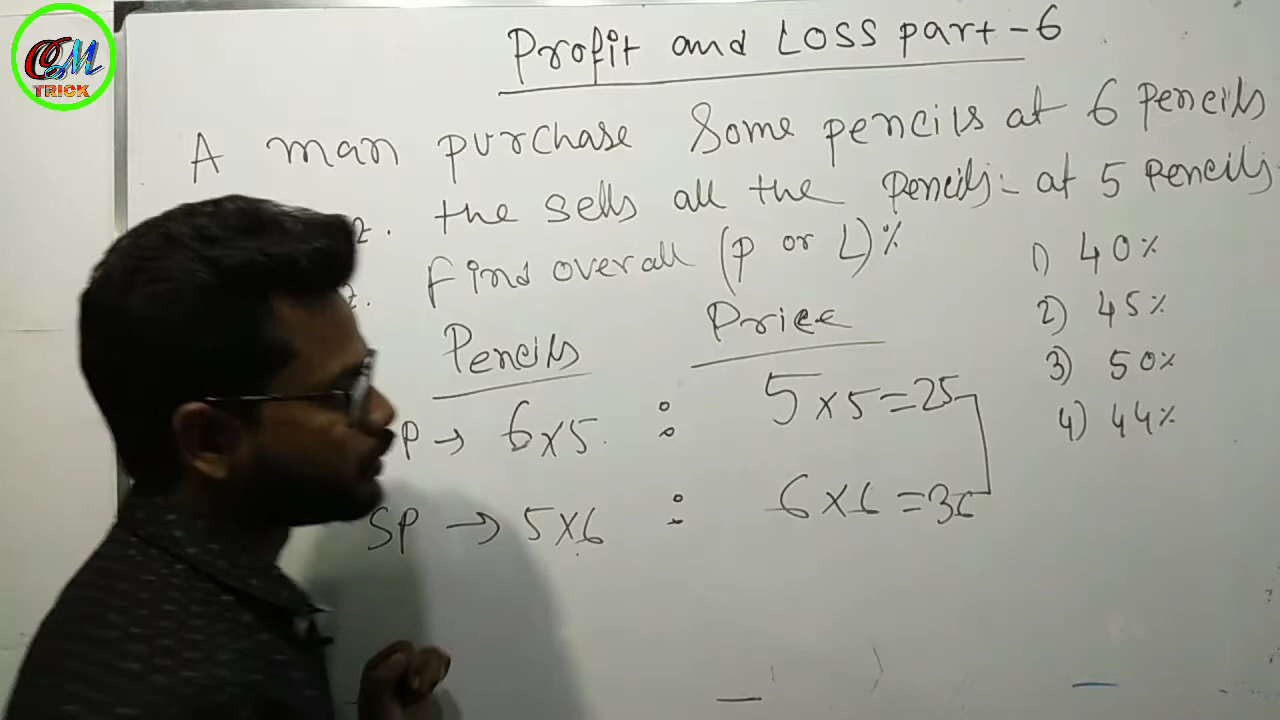 CM
TRICK
Profit and LOSS part-6
A man purchase Some pencils at 6 pencils
z. the sells all the pencils:- at 5 pencils
z. Find overall (P or L)%
1) 40%
2) 45%
3) 50%
4) 44%
Pencils Price
P → 6x5 : 5x5=25
SP → 5x6 : 6x6=36